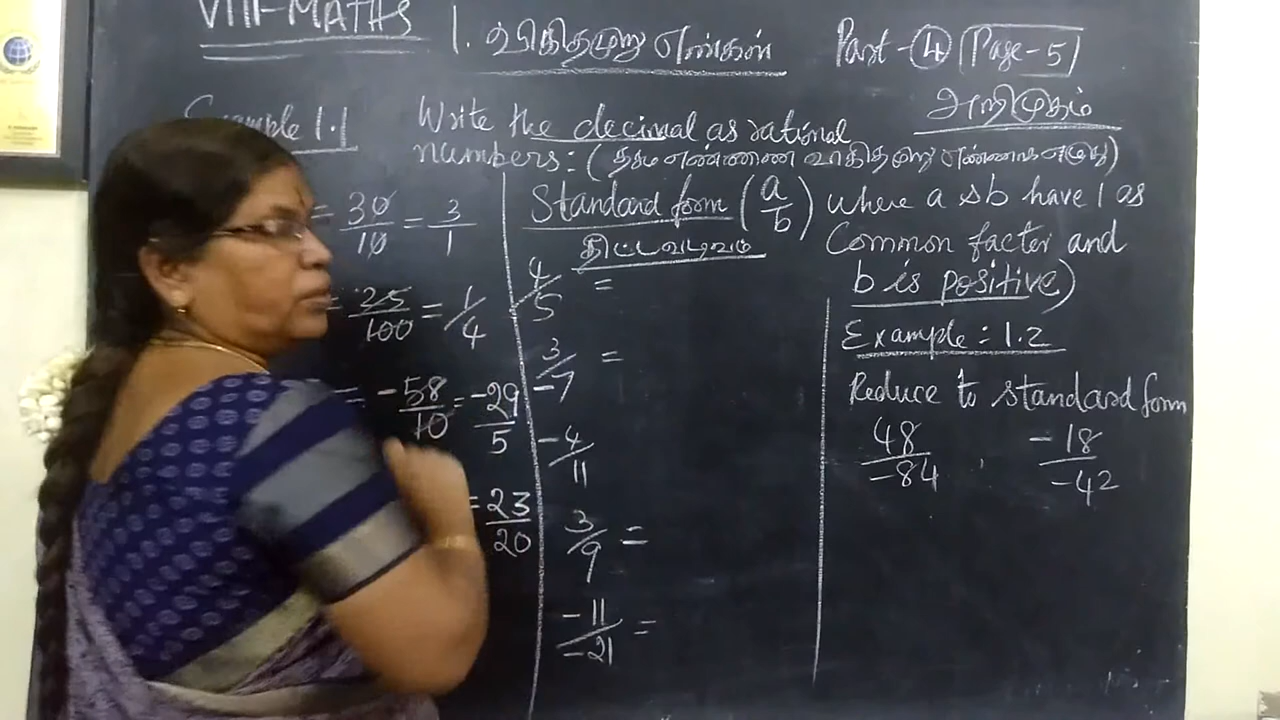 VIII-MATHS
1. விகிதமுறு எண்கள்
Part - 4 Page - 5
அறிமுகம்
Example 1.1
Write the decimal as rational
numbers: (தசம எண்ணை விகிதமுறு எண்ணாக எழுது)
= 30/10 = 3/1
= 25/100 = 1/4
= -58/10 = -29/5
= 23/20
Standard form (a/b) where a & b have 1 as
Common factor and
b is positive)
திட்டவடிவம்
4/5 =
3/-7 =
-4/11
3/9 =
-11/-21 =
Example : 1.2
Reduce to standard form
48/-84 , -18/-42